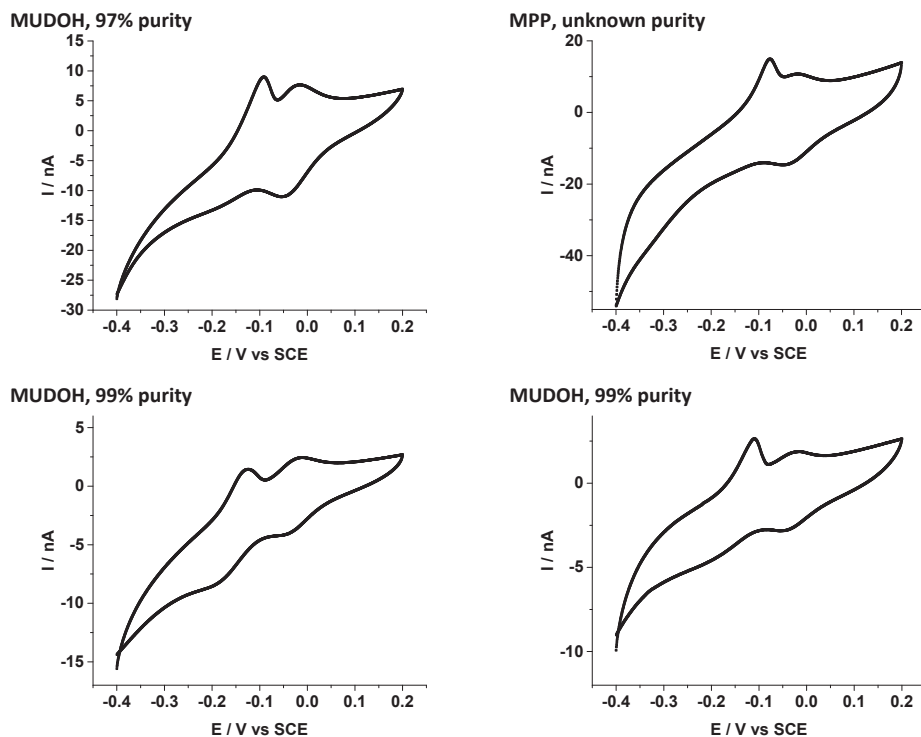 MUDOH, 97% purity
15
10
5
0
-5
-10
-15
-20
-25
-30
I / nA
-0.4 -0.3 -0.2 -0.1 0.0 0.1 0.2
E / V vs SCE
MPP, unknown purity
20
0
-20
-40
I / nA
-0.4 -0.3 -0.2 -0.1 0.0 0.1 0.2
E / V vs SCE
MUDOH, 99% purity
5
0
-5
-10
-15
I / nA
-0.4 -0.3 -0.2 -0.1 0.0 0.1 0.2
E / V vs SCE
MUDOH, 99% purity
0
-5
-10
I / nA
-0.4 -0.3 -0.2 -0.1 0.0 0.1 0.2
E / V vs SCE